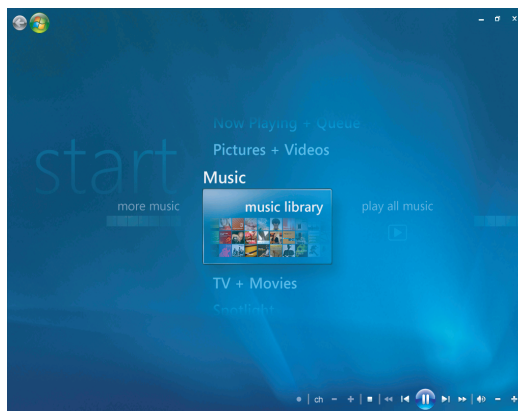 Now Playing + Queue
start
Pictures + Videos
Music
more music
music library
play all music
TV + Movies
Spotlight
ch